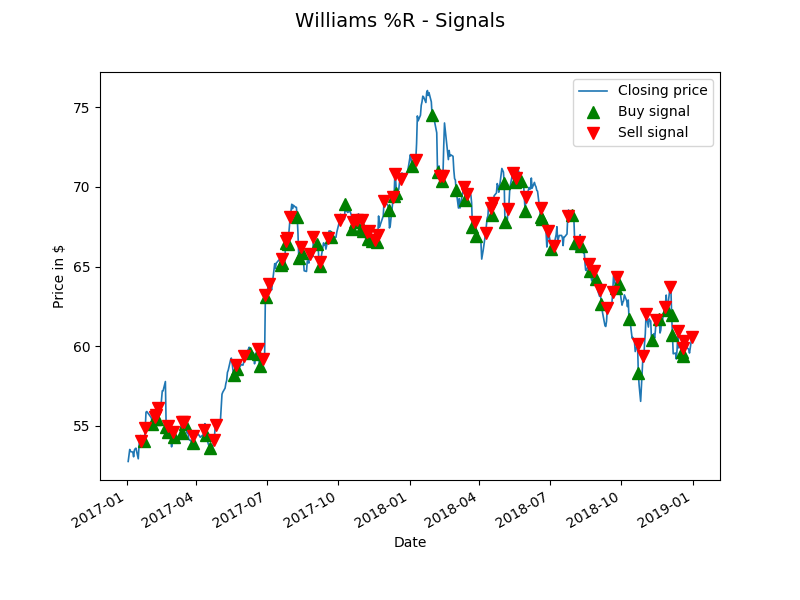 Williams %R - Signals
Closing price
Buy signal
Sell signal
75
70
65
60
55
Price in $
2017-01
2017-04
2017-07
2017-10
2018-01
2018-04
2018-07
2018-10
2019-01
Date